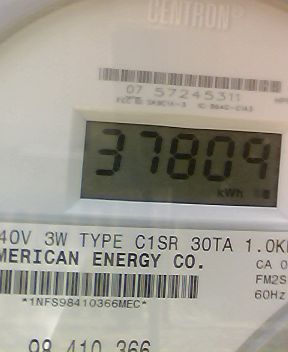 CENTRON
07 57245311
37809
kWh
40V 3W TYPE C1SR 30TA 1.0K
MERICAN ENERGY CO.
CA 0
FM2S
60Hz
*1NFS98410366MEC*
98 410 366